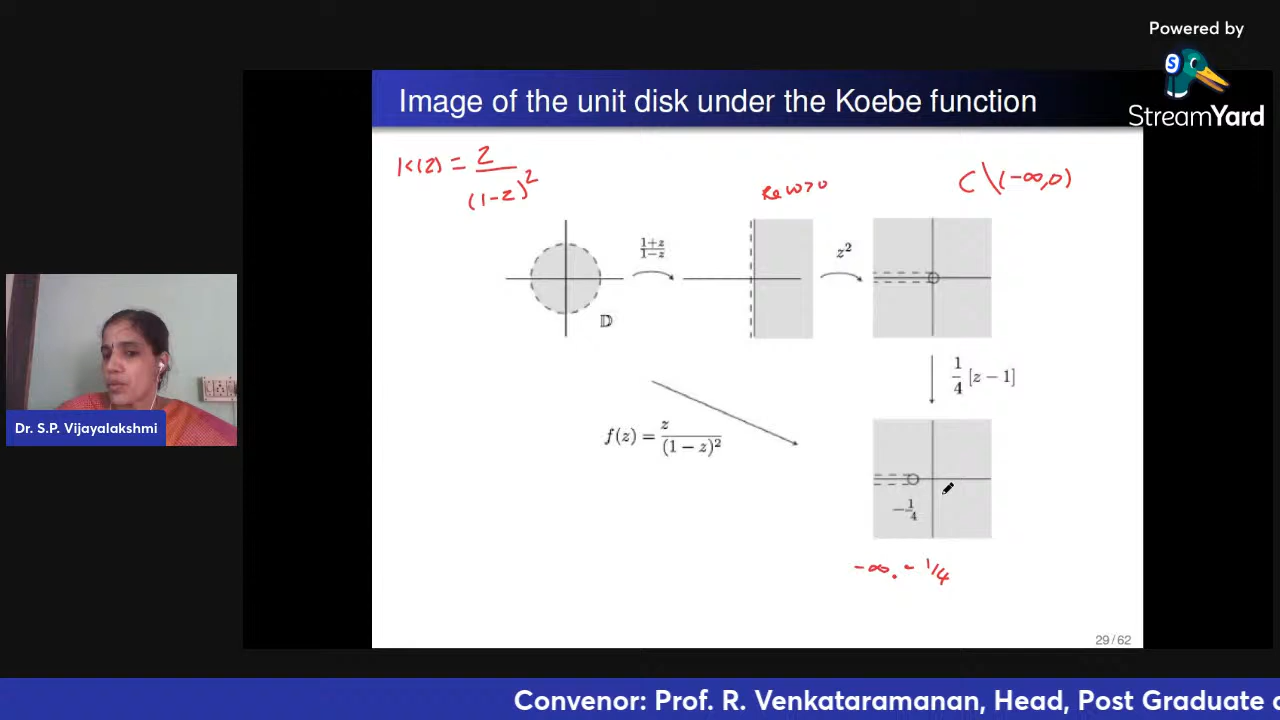 Powered by
StreamYard
Image of the unit disk under the Koebe function
K(z) = z / (1-z)^2
Re w>0
C \ (-∞,0)
1+z / 1-z
z^2
𝔻
1/4 [z − 1]
f(z) = z / (1 − z)^2
−1/4
-∞. - 1/4
29 / 62
Dr. S.P. Vijayalakshmi
Convenor: Prof. R. Venkataramanan, Head, Post Graduate